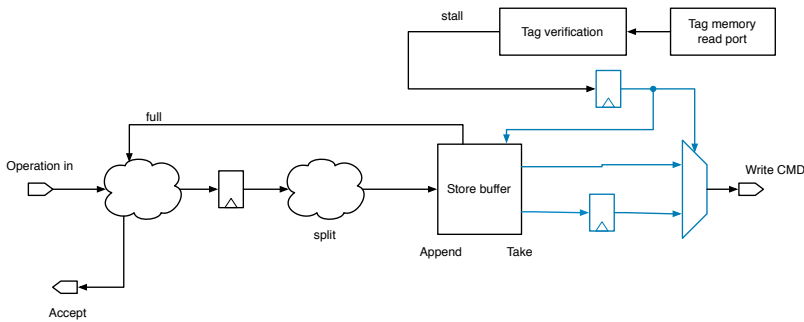 stall
Tag verification
Tag memory
read port
full
Operation in
Store buffer
Write CMD
split
Append
Take
Accept